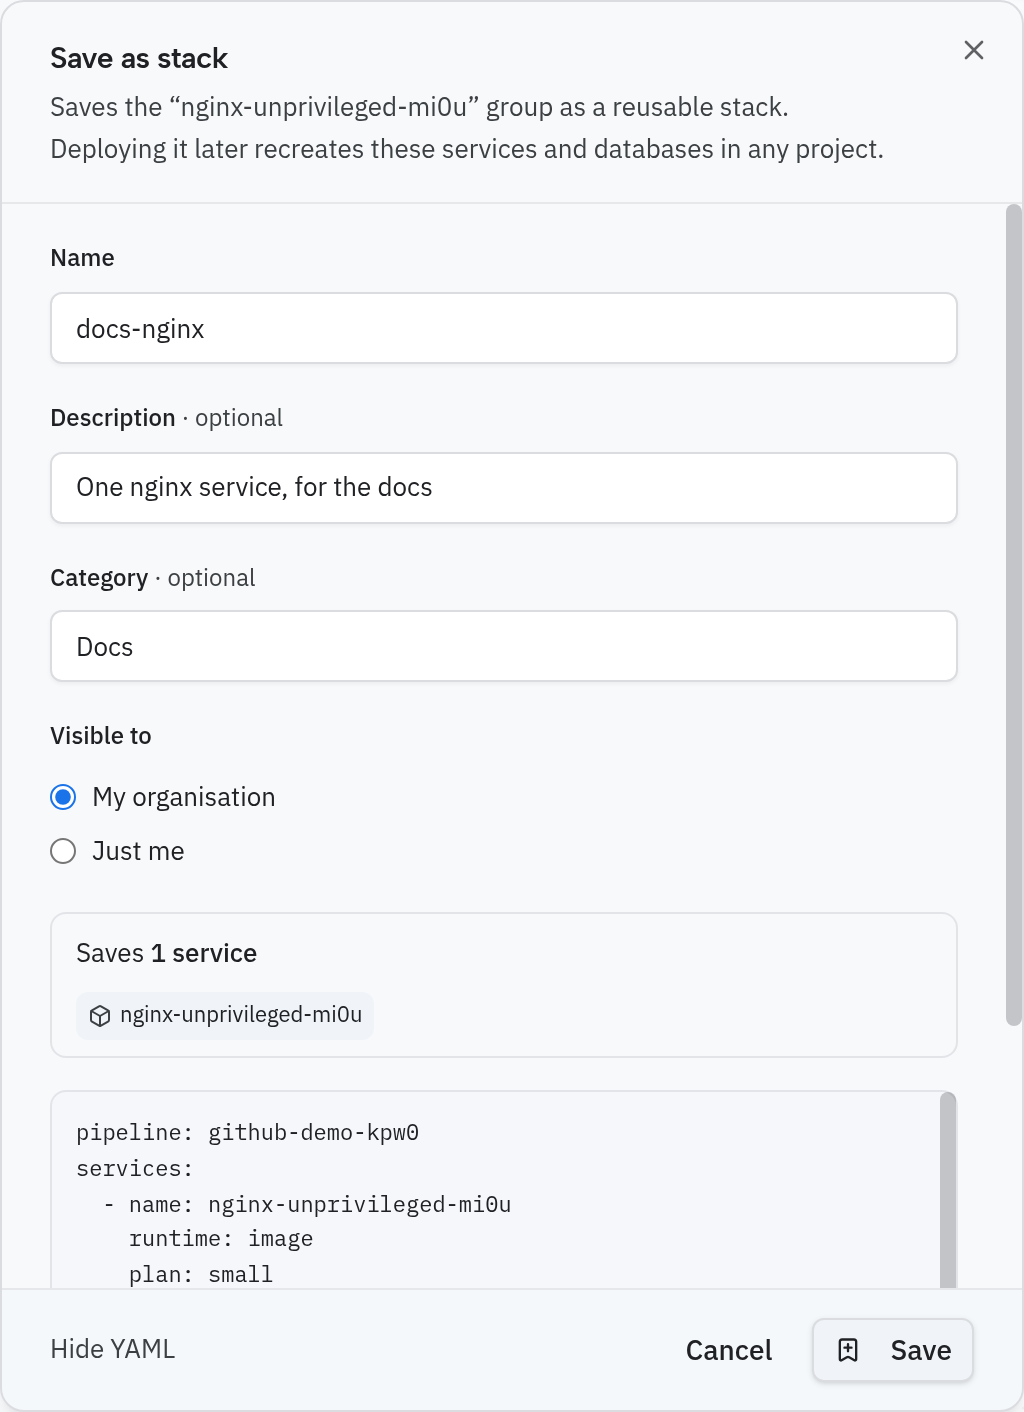 Save as stack
Saves the “nginx-unprivileged-mi0u” group as a reusable stack.
Deploying it later recreates these services and databases in any project.
Name
docs-nginx
Description · optional
One nginx service, for the docs
Category · optional
Docs
Visible to
My organisation
Just me
Saves 1 service
nginx-unprivileged-mi0u
pipeline: github-demo-kpw0
services:
  - name: nginx-unprivileged-mi0u
    runtime: image
    plan: small
Hide YAML
Cancel
Save